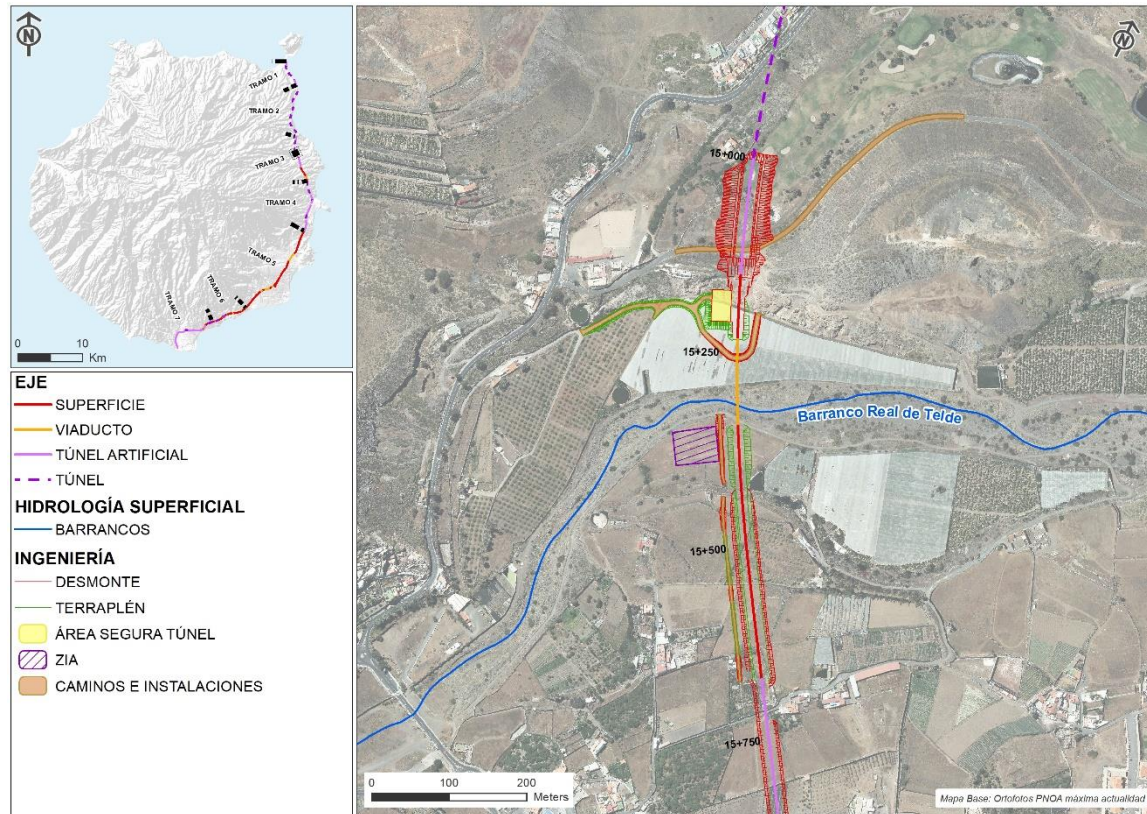 N
TRAMO 1
TRAMO 2
TRAMO 3
TRAMO 4
TRAMO 5
TRAMO 6
TRAMO 7
0 10
Km
EJE
SUPERFICIE
VIADUCTO
TÚNEL ARTIFICIAL
TÚNEL
HIDROLOGÍA SUPERFICIAL
BARRANCOS
INGENIERÍA
DESMONTE
TERRAPLÉN
ÁREA SEGURA TÚNEL
ZIA
CAMINOS E INSTALACIONES
N
15+000
15+250
Barranco Real de Telde
15+500
15+750
0 100 200
Meters
Mapa Base: Ortofotos PNOA máxima actualidad